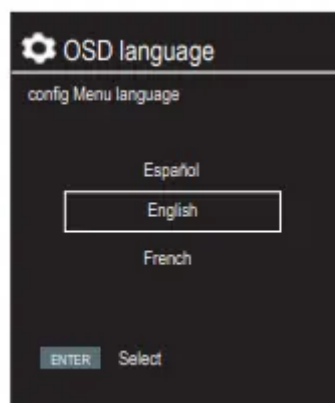 OSD language
config Menu language
Español
English
French
ENTER Select